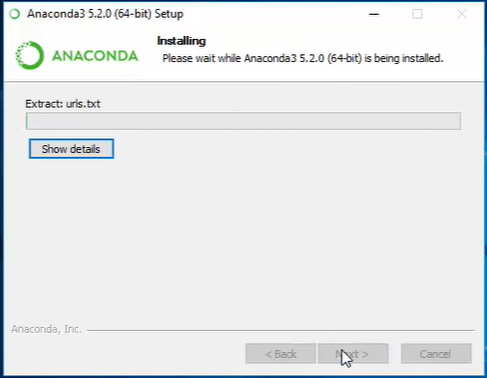 Anaconda3 5.2.0 (64-bit) Setup
ANACONDA
Installing
Please wait while Anaconda3 5.2.0 (64-bit) is being installed.
Extract: urls.txt
Show details
Anaconda, Inc.
< Back
Next >
Cancel